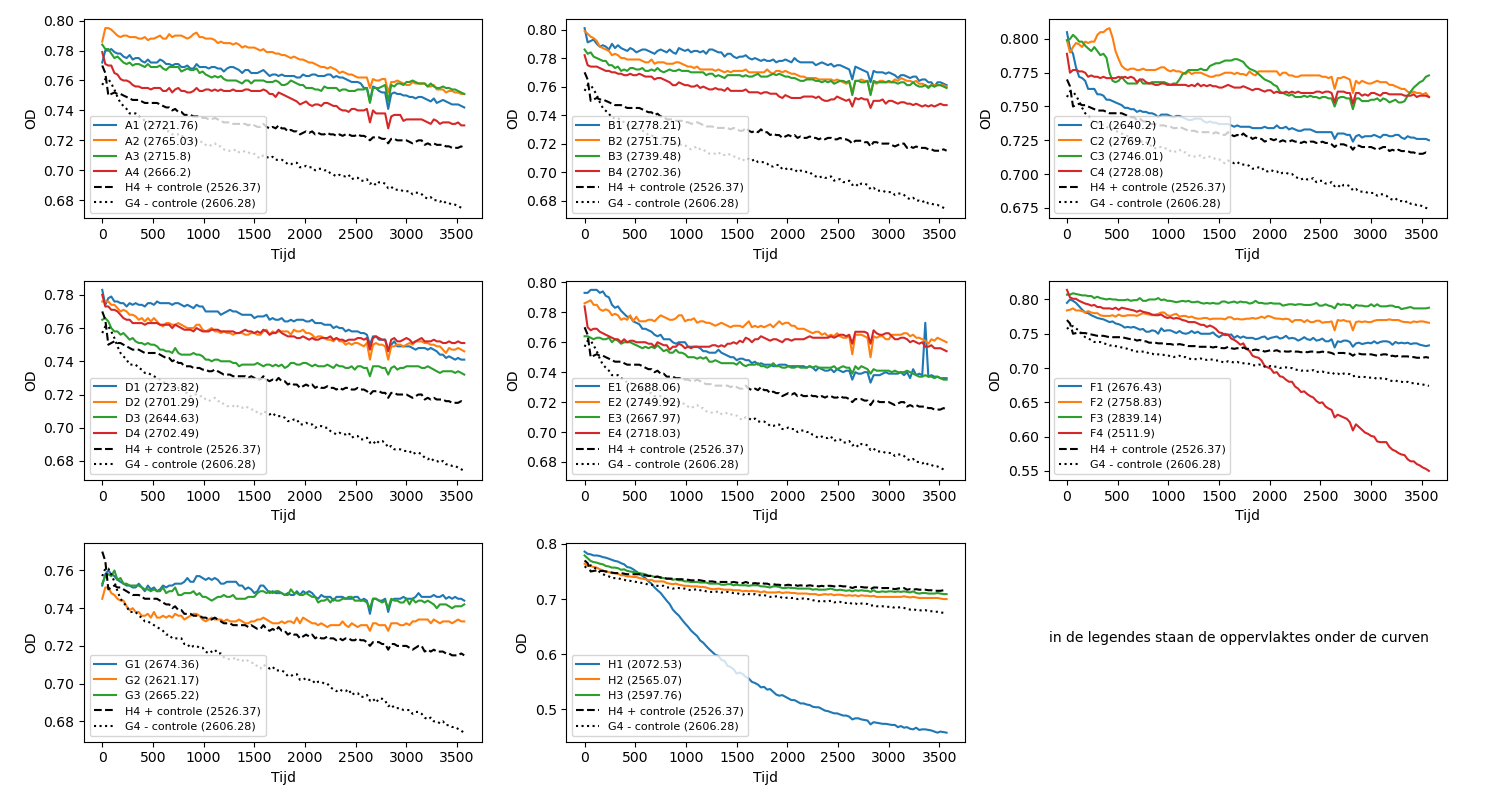 0.80
0.78
0.76
0.74
0.72
0.70
0.68
OD
A1 (2721.76)
A2 (2765.03)
A3 (2715.8)
A4 (2666.2)
H4 + controle (2526.37)
G4 - controle (2606.28)
0 500 1000 1500 2000 2500 3000 3500
Tijd
0.80
0.78
0.76
0.74
0.72
0.70
0.68
OD
B1 (2778.21)
B2 (2751.75)
B3 (2739.48)
B4 (2702.36)
H4 + controle (2526.37)
G4 - controle (2606.28)
0 500 1000 1500 2000 2500 3000 3500
Tijd
0.800
0.775
0.750
0.725
0.700
0.675
OD
C1 (2640.2)
C2 (2769.7)
C3 (2746.01)
C4 (2728.08)
H4 + controle (2526.37)
G4 - controle (2606.28)
0 500 1000 1500 2000 2500 3000 3500
Tijd
0.78
0.76
0.74
0.72
0.70
0.68
OD
D1 (2723.82)
D2 (2701.29)
D3 (2644.63)
D4 (2702.49)
H4 + controle (2526.37)
G4 - controle (2606.28)
0 500 1000 1500 2000 2500 3000 3500
Tijd
0.80
0.78
0.76
0.74
0.72
0.70
0.68
OD
E1 (2688.06)
E2 (2749.92)
E3 (2667.97)
E4 (2718.03)
H4 + controle (2526.37)
G4 - controle (2606.28)
0 500 1000 1500 2000 2500 3000 3500
Tijd
0.80
0.75
0.70
0.65
0.60
0.55
OD
F1 (2676.43)
F2 (2758.83)
F3 (2839.14)
F4 (2511.9)
H4 + controle (2526.37)
G4 - controle (2606.28)
0 500 1000 1500 2000 2500 3000 3500
Tijd
0.76
0.74
0.72
0.70
0.68
OD
G1 (2674.36)
G2 (2621.17)
G3 (2665.22)
H4 + controle (2526.37)
G4 - controle (2606.28)
0 500 1000 1500 2000 2500 3000 3500
Tijd
0.8
0.7
0.6
0.5
OD
H1 (2072.53)
H2 (2565.07)
H3 (2597.76)
H4 + controle (2526.37)
G4 - controle (2606.28)
0 500 1000 1500 2000 2500 3000 3500
Tijd
in de legendes staan de oppervlaktes onder de curven